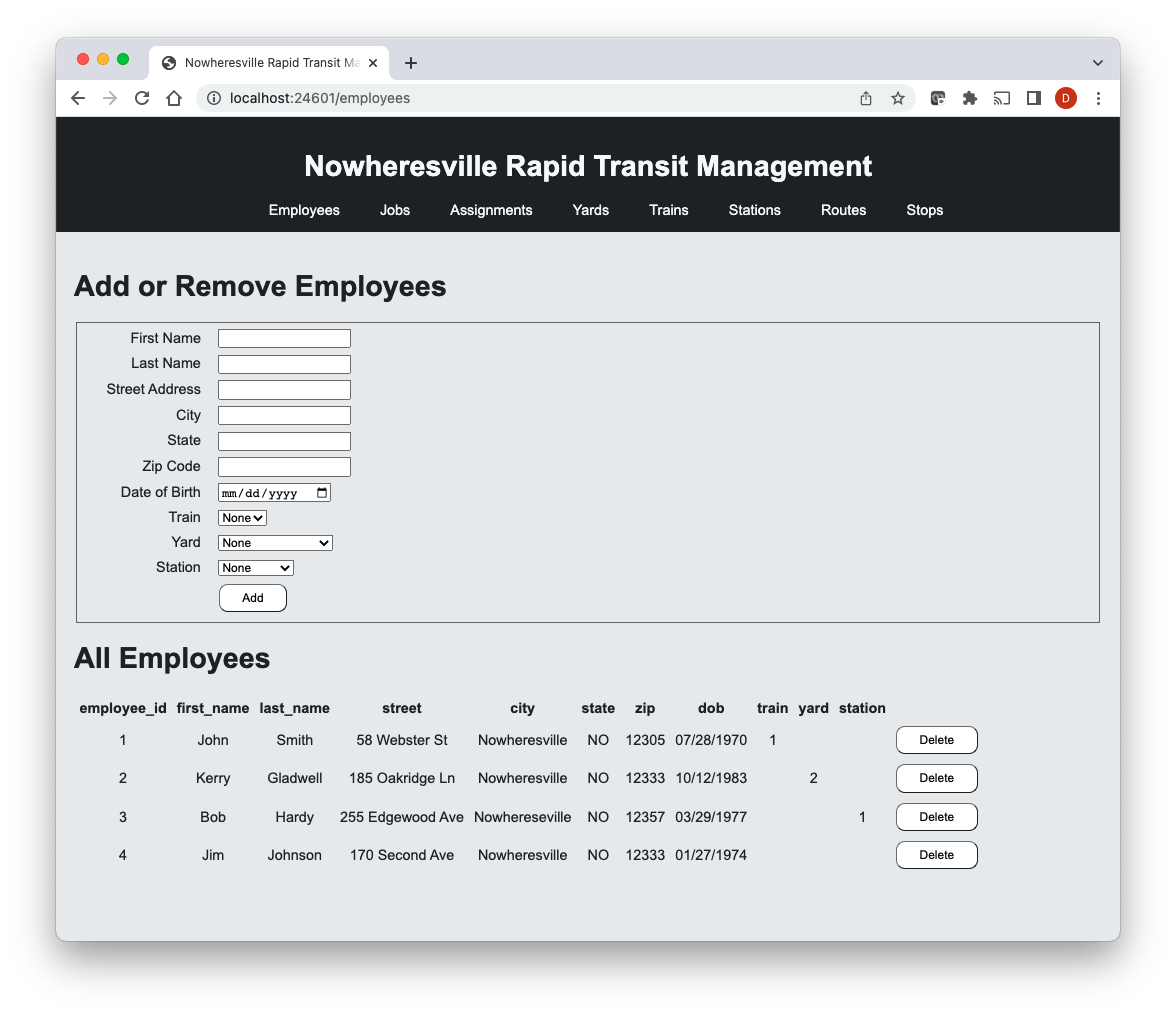 Nowheresville Rapid Transit Ma
localhost:24601/employees
D
Nowheresville Rapid Transit Management
Employees Jobs Assignments Yards Trains Stations Routes Stops
Add or Remove Employees
First Name
Last Name
Street Address
City
State
Zip Code
Date of Birth mm/dd/yyyy
Train None
Yard None
Station None
Add
All Employees
employee_id first_name last_name street city state zip dob train yard station
1 John Smith 58 Webster St Nowheresville NO 12305 07/28/1970 1 Delete
2 Kerry Gladwell 185 Oakridge Ln Nowheresville NO 12333 10/12/1983 2 Delete
3 Bob Hardy 255 Edgewood Ave Nowhereseville NO 12357 03/29/1977 1 Delete
4 Jim Johnson 170 Second Ave Nowheresville NO 12333 01/27/1974 Delete